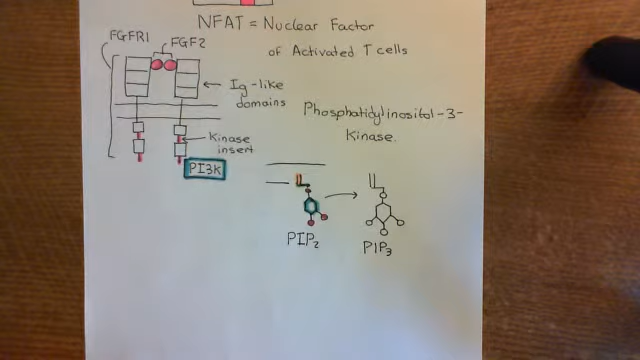 NFAT = Nuclear Factor
of Activated T cells
FGFR1
FGF2
Ig-like
domains
Phosphatidylinositol-3-
Kinase.
Kinase
insert
PI3K
PIP2
PIP3